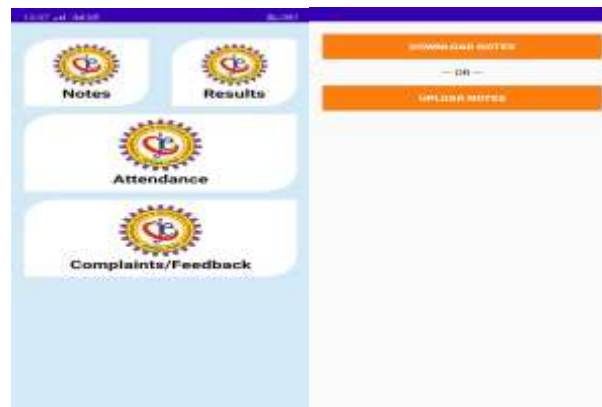 Notes
Results
Attendance
Complaints/Feedback
DOWNLOAD NOTES
— OR —
UPLOAD NOTES